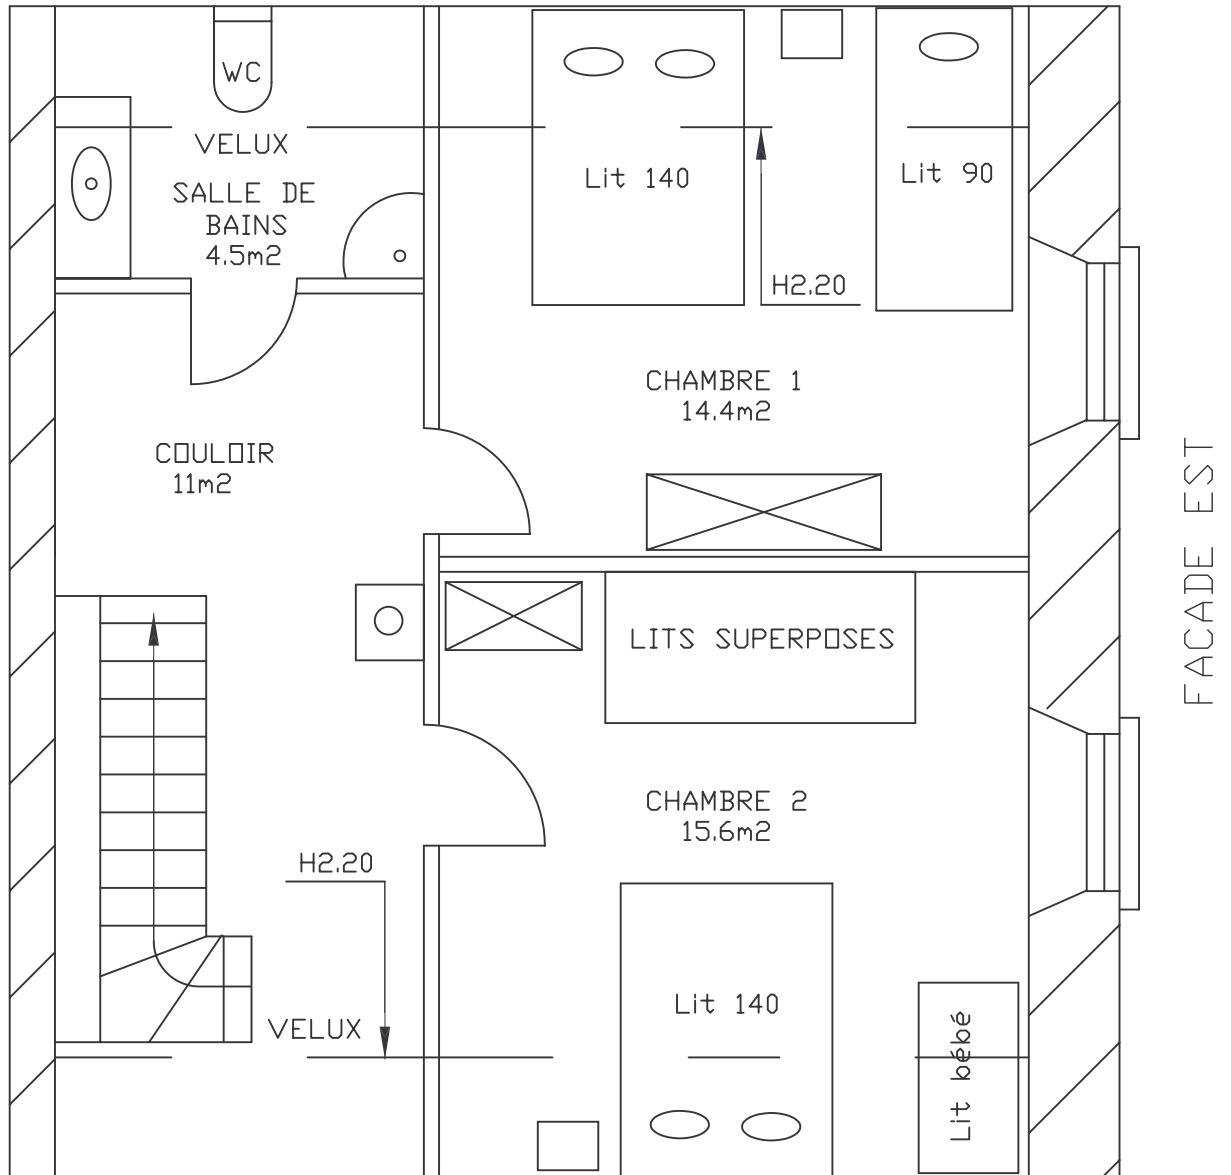 WC
VELUX
SALLE DE
BAINS
4.5m2
Lit 140
Lit 90
H2.20
CHAMBRE 1
14.4m2
COULOIR
11m2
FACADE EST
LITS SUPERPOSES
CHAMBRE 2
15.6m2
H2.20
VELUX
Lit 140
Lit bébé